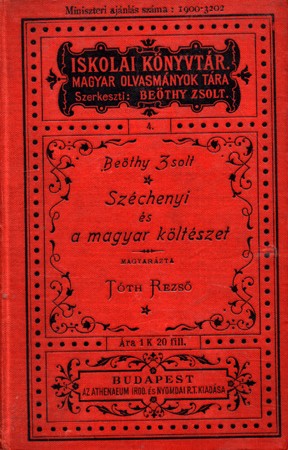 Miniszteri ajánlás száma : 1900-3202
ISKOLAI KÖNYVTÁR.
MAGYAR OLVASMÁNYOK TÁRA
Szerkeszti: BEÖTHY ZSOLT.
4.
Beöthy Zsolt
Széchenyi
és
a magyar költészet
MAGYARÁZTA
TÓTH REZSŐ
Ára 1 K 20 fill.
BUDAPEST
AZ ATHENAEUM IROD. ÉS NYOMDAI R.T. KIADÁSA